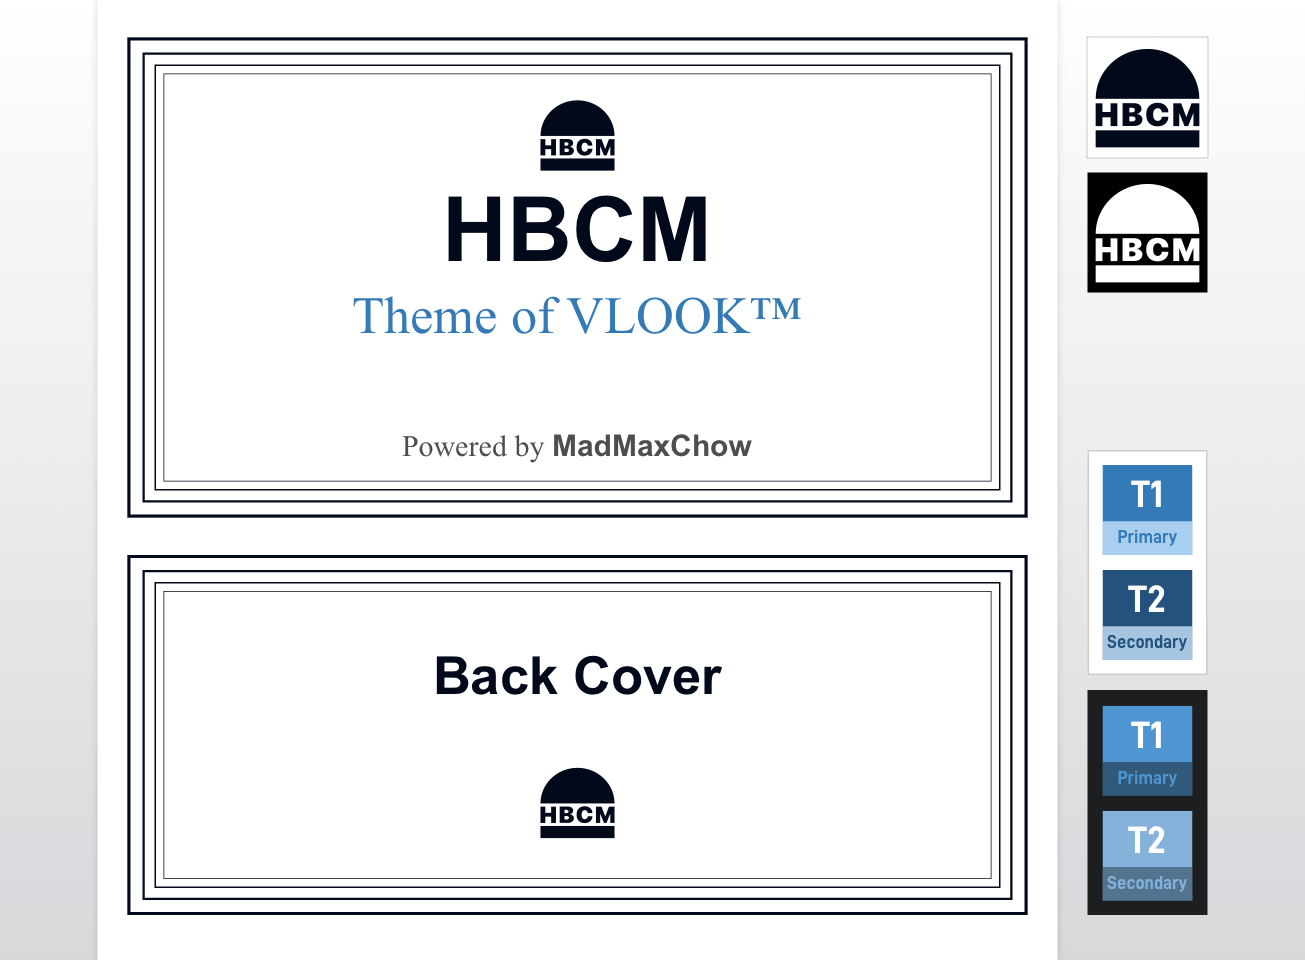 HBCM
HBCM
Theme of VLOOK™
Powered by MadMaxChow
Back Cover
HBCM
HBCM
HBCM
T1
Primary
T2
Secondary
T1
Primary
T2
Secondary